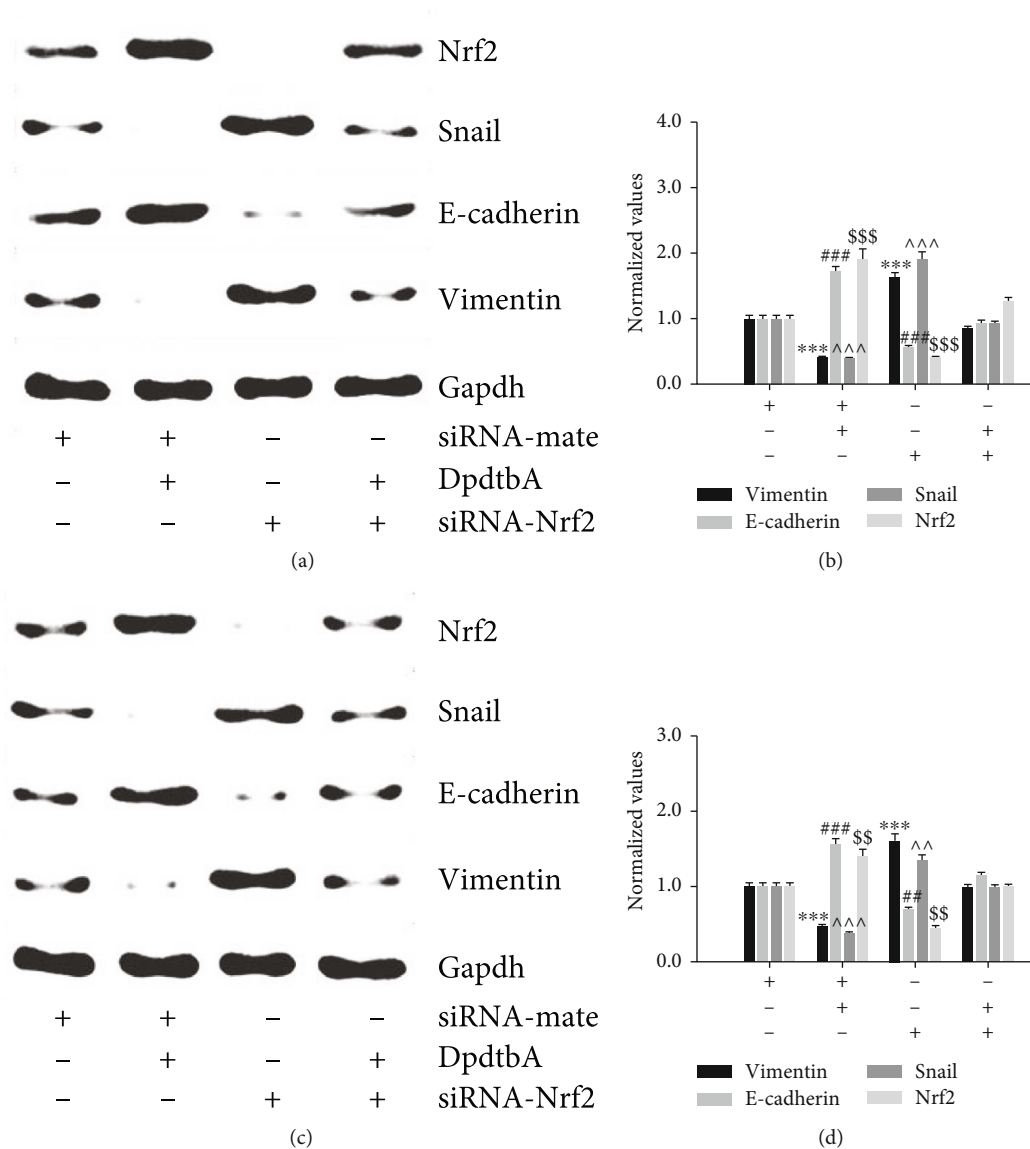 Nrf2
Snail
E-cadherin
Vimentin
Gapdh
+ + – – siRNA-mate
– + – + DpdtbA
– – + + siRNA-Nrf2
(a)
Normalized values
4.0
3.0
2.0
1.0
0.0
*** ### ^^^ $$$
*** ### ^^^ $$$
+ + – –
– + – +
– – + +
Vimentin Snail
E-cadherin Nrf2
(b)
Nrf2
Snail
E-cadherin
Vimentin
Gapdh
+ + – – siRNA-mate
– + – + DpdtbA
– – + + siRNA-Nrf2
(c)
Normalized values
3.0
2.0
1.0
0.0
*** ### ^^^ $$
*** ## ^^ $$
+ + – –
– + – +
– – + +
Vimentin Snail
E-cadherin Nrf2
(d)